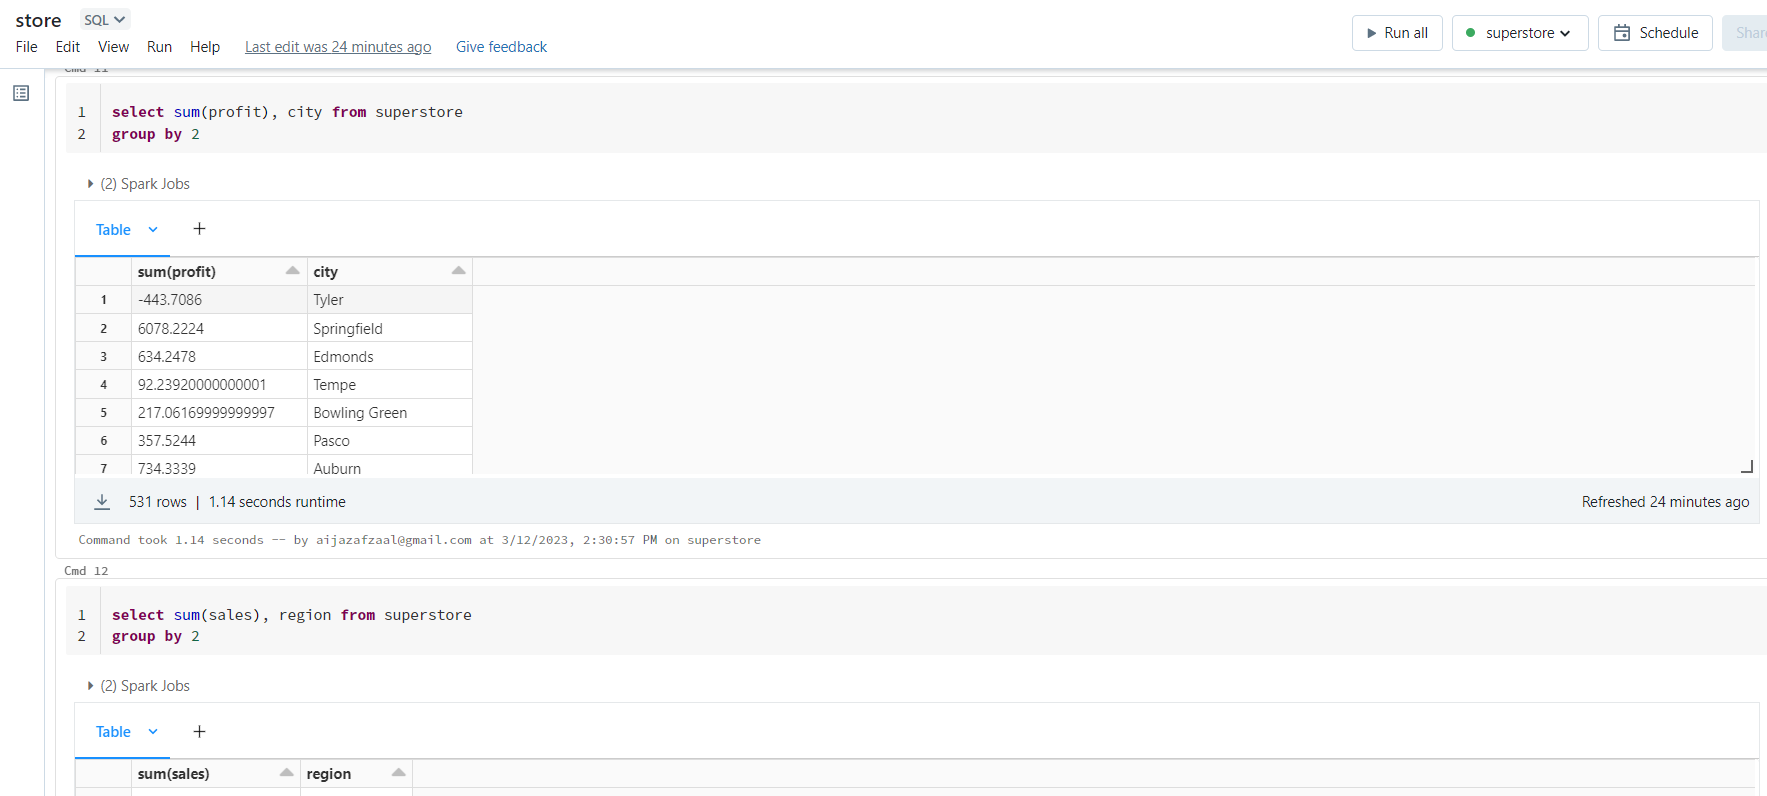 store SQL
File Edit View Run Help Last edit was 24 minutes ago Give feedback
Run all superstore Schedule Share
Cmd 11
1 select sum(profit), city from superstore
2 group by 2
(2) Spark Jobs
Table +
sum(profit) city
1 -443.7086 Tyler
2 6078.2224 Springfield
3 634.2478 Edmonds
4 92.23920000000001 Tempe
5 217.06169999999997 Bowling Green
6 357.5244 Pasco
7 734.3339 Auburn
531 rows | 1.14 seconds runtime Refreshed 24 minutes ago
Command took 1.14 seconds -- by aijazafzaal@gmail.com at 3/12/2023, 2:30:57 PM on superstore
Cmd 12
1 select sum(sales), region from superstore
2 group by 2
(2) Spark Jobs
Table +
sum(sales) region